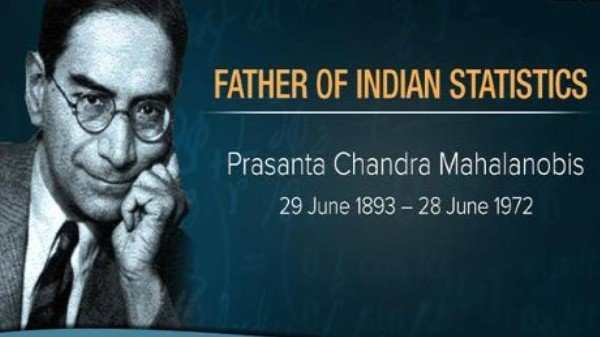 FATHER OF INDIAN STATISTICS
Prasanta Chandra Mahalanobis
29 June 1893 – 28 June 1972